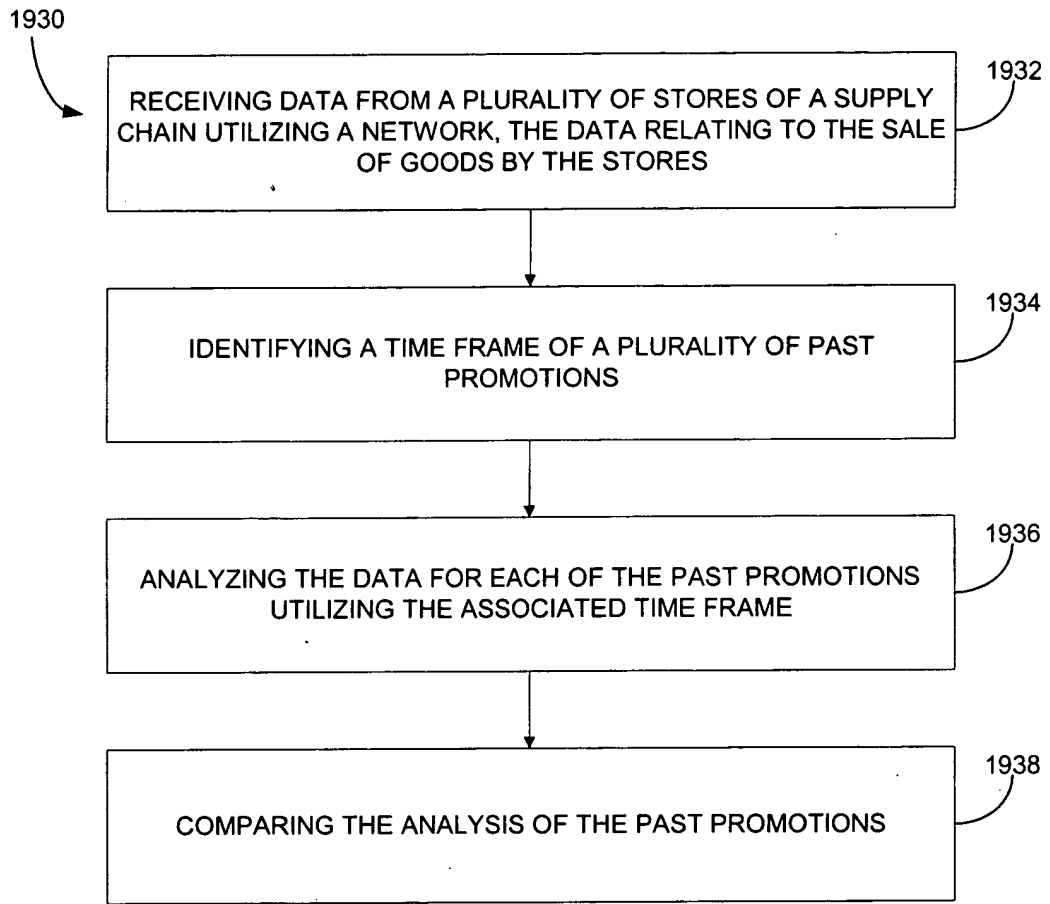 1930
1932
RECEIVING DATA FROM A PLURALITY OF STORES OF A SUPPLY
CHAIN UTILIZING A NETWORK, THE DATA RELATING TO THE SALE
OF GOODS BY THE STORES
1934
IDENTIFYING A TIME FRAME OF A PLURALITY OF PAST
PROMOTIONS
1936
ANALYZING THE DATA FOR EACH OF THE PAST PROMOTIONS
UTILIZING THE ASSOCIATED TIME FRAME
1938
COMPARING THE ANALYSIS OF THE PAST PROMOTIONS